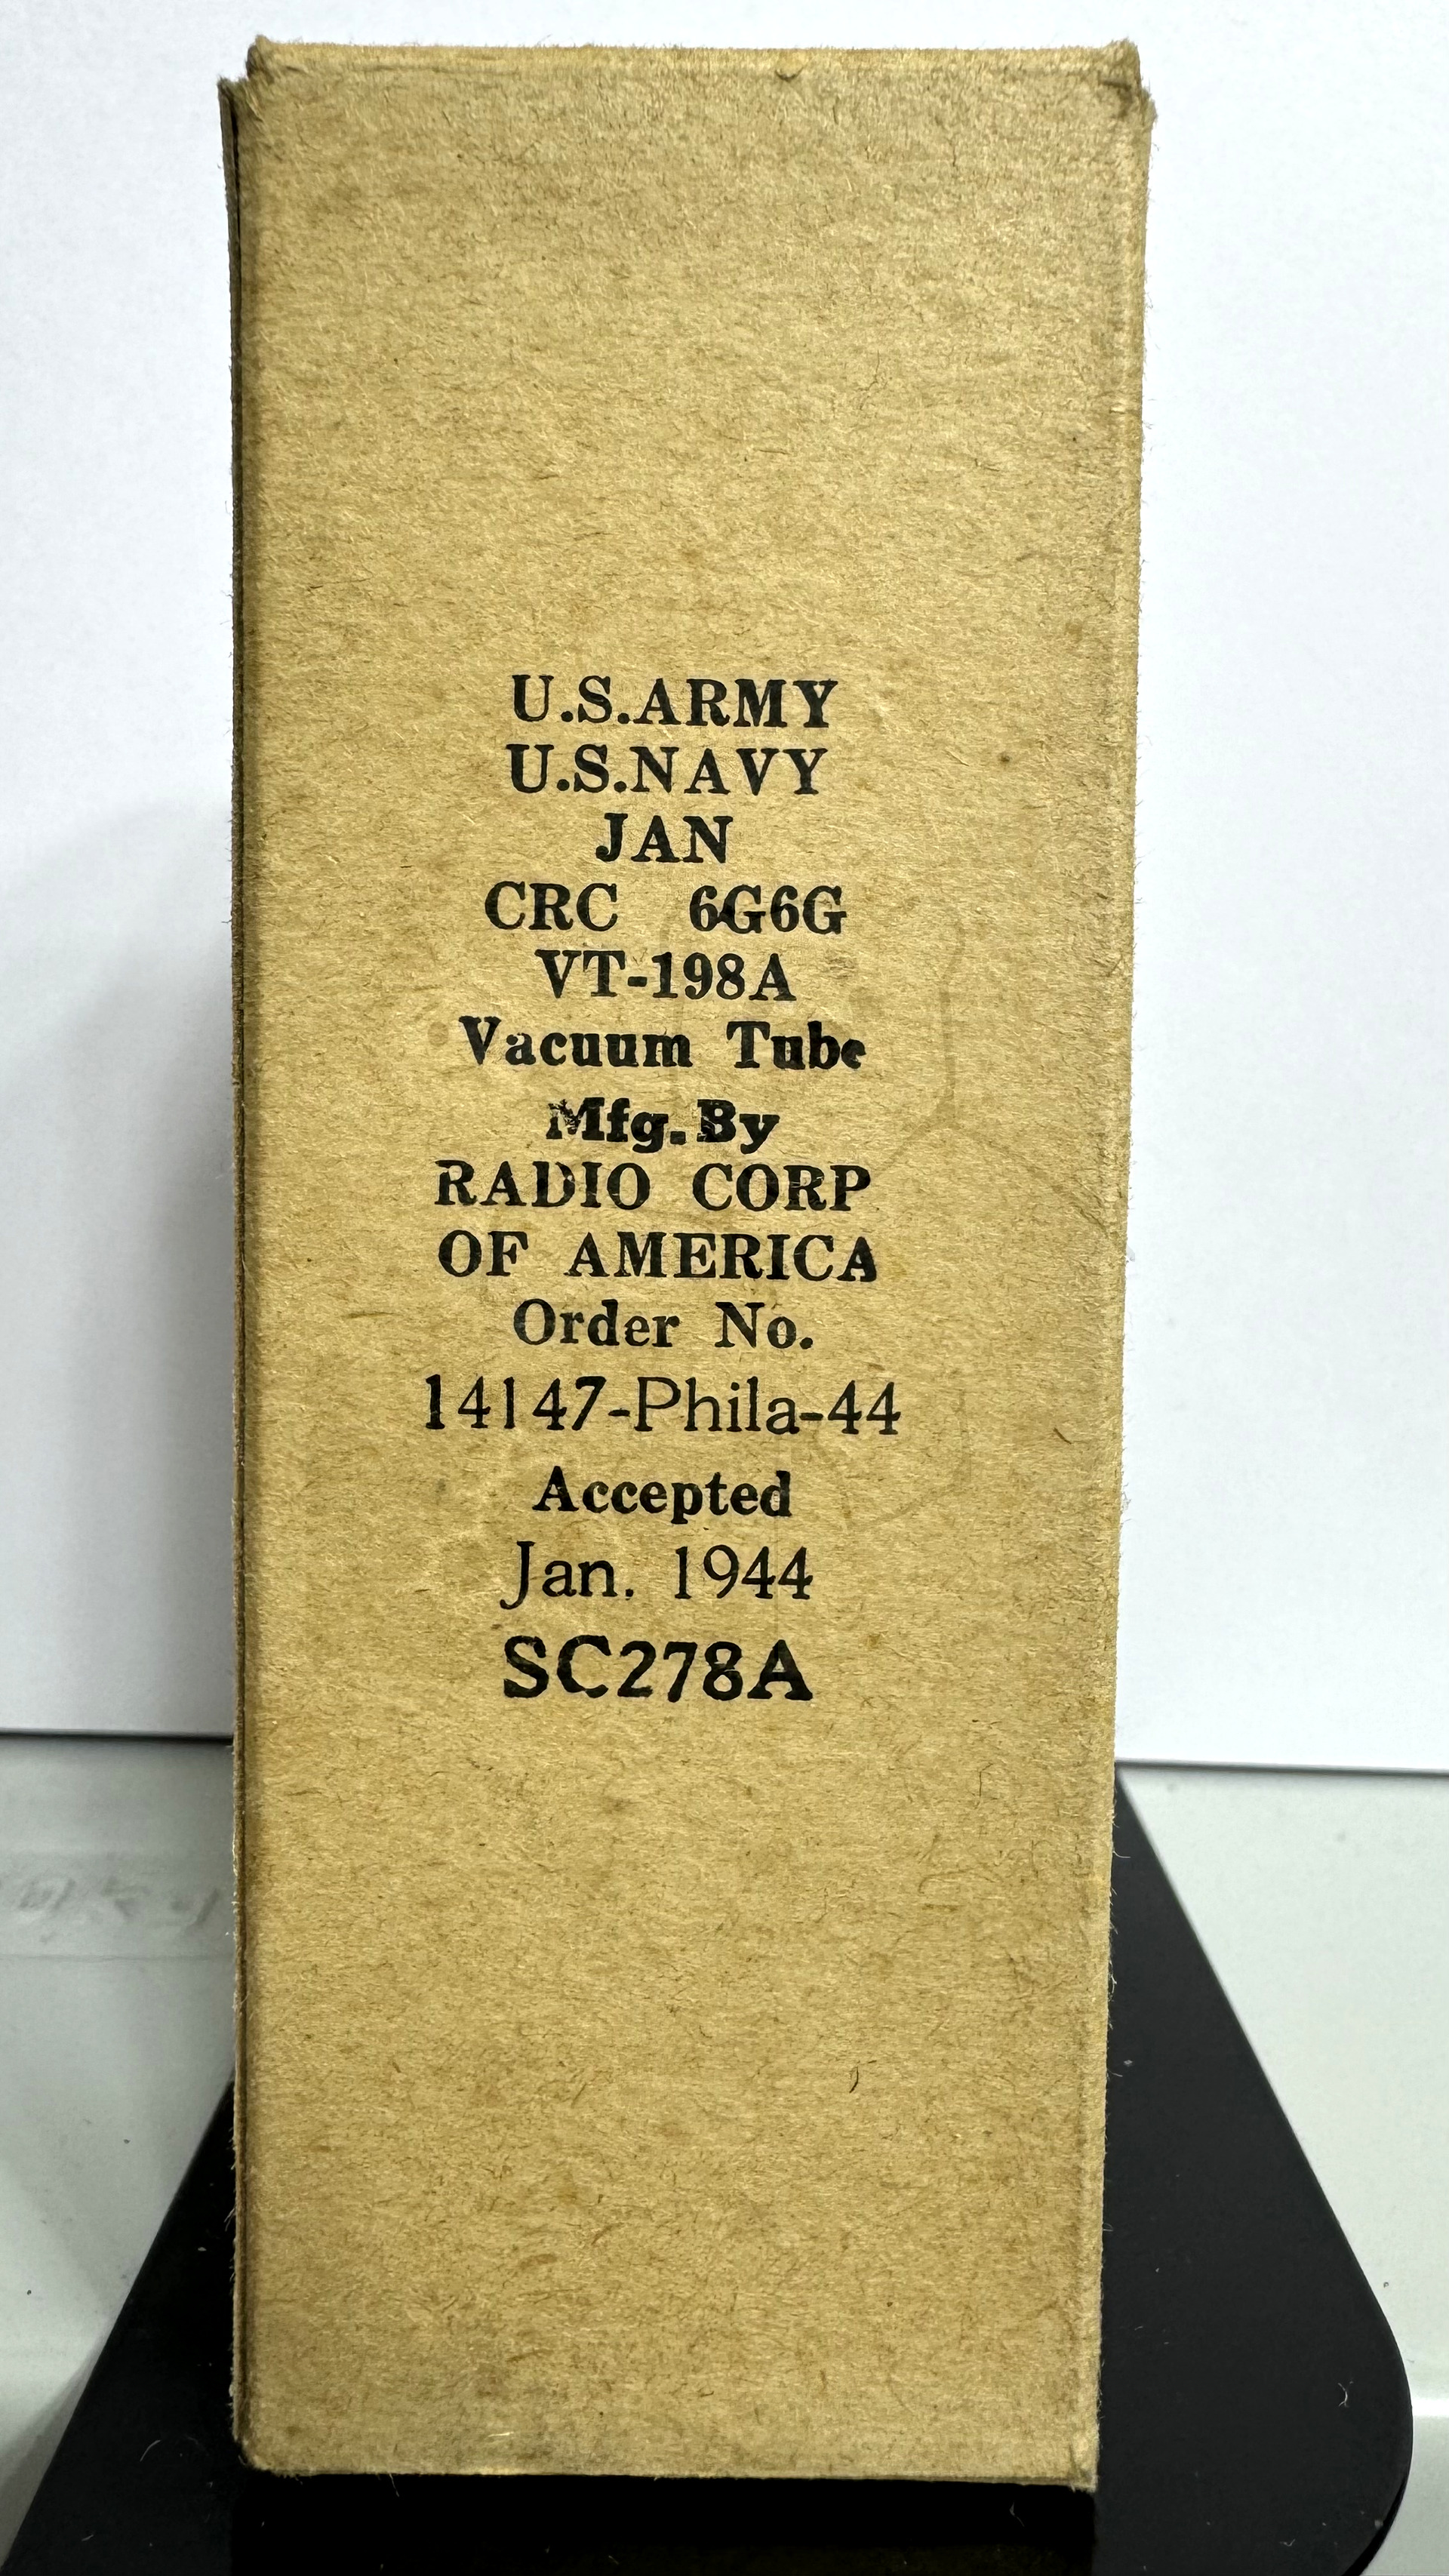 U.S.ARMY
U.S.NAVY
JAN
CRC 6G6G
VT-198A
Vacuum Tube
Mfg. By
RADIO CORP
OF AMERICA
Order No.
14147-Phila-44
Accepted
Jan. 1944
SC278A